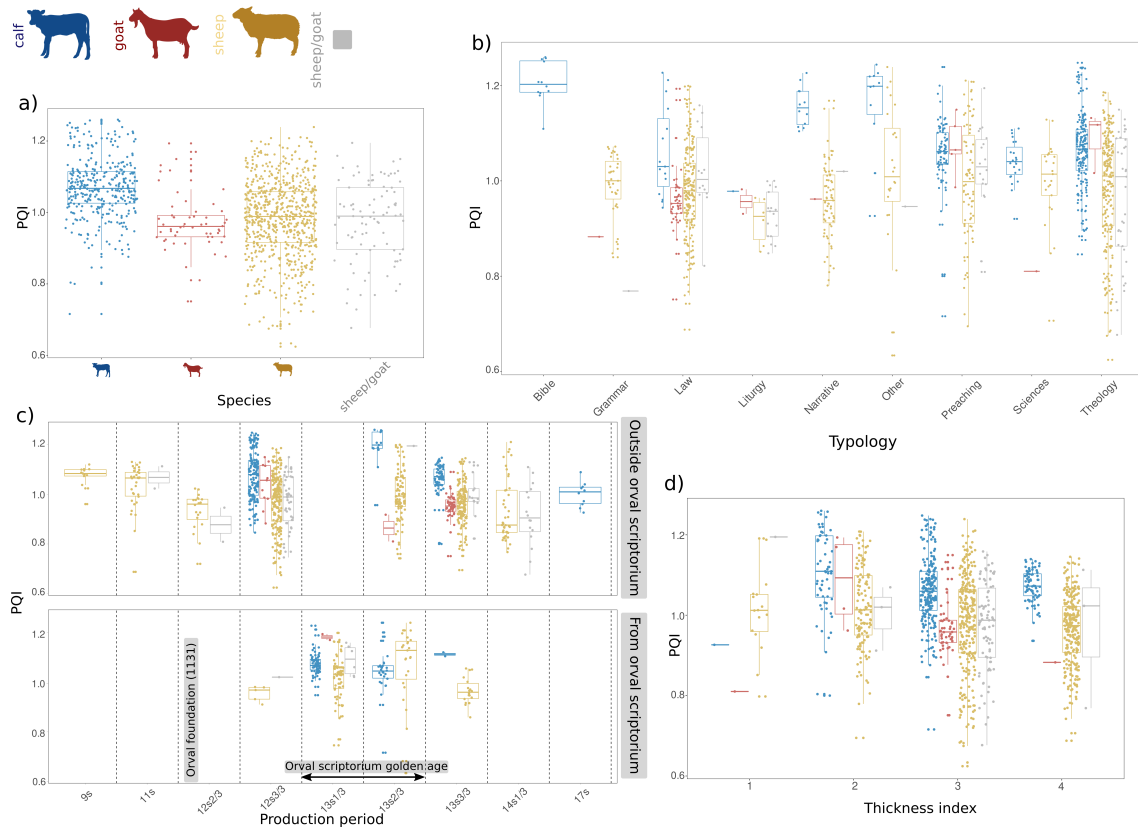 calf
goat
sheep
sheep/goat
a)
PQI
1.2
1.0
0.8
0.6
sheep/goat
Species
b)
PQI
1.2
1.0
0.8
0.6
Bible
Grammar
Law
Liturgy
Narrative
Other
Preaching
Sciences
Theology
Typology
c)
PQI
1.2
1.0
0.8
0.6
Outside orval scriptorium
1.2
1.0
0.8
0.6
From orval scriptorium
Orval foundation (1131)
Orval scriptorium golden age
9s
11s
12s2/3
12s3/3
13s1/3
13s2/3
13s3/3
14s1/3
17s
Production period
d)
PQI
1.2
1.0
0.8
0.6
1
2
3
4
Thickness index